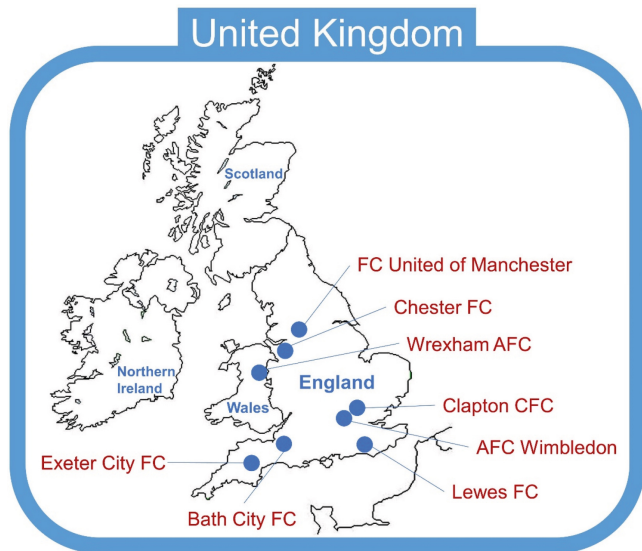 United Kingdom
Scotland
FC United of Manchester
Chester FC
Wrexham AFC
Northern
Ireland
England
Wales
Clapton CFC
AFC Wimbledon
Exeter City FC
Lewes FC
Bath City FC